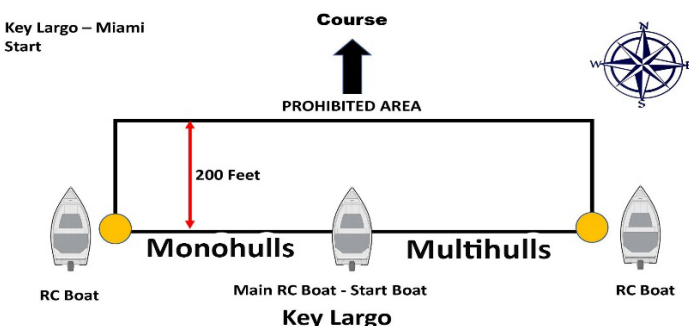 Key Largo – Miami
Start
Course
N
W
E
S
PROHIBITED AREA
200 Feet
Monohulls
Multihulls
RC Boat
Main RC Boat - Start Boat
RC Boat
Key Largo